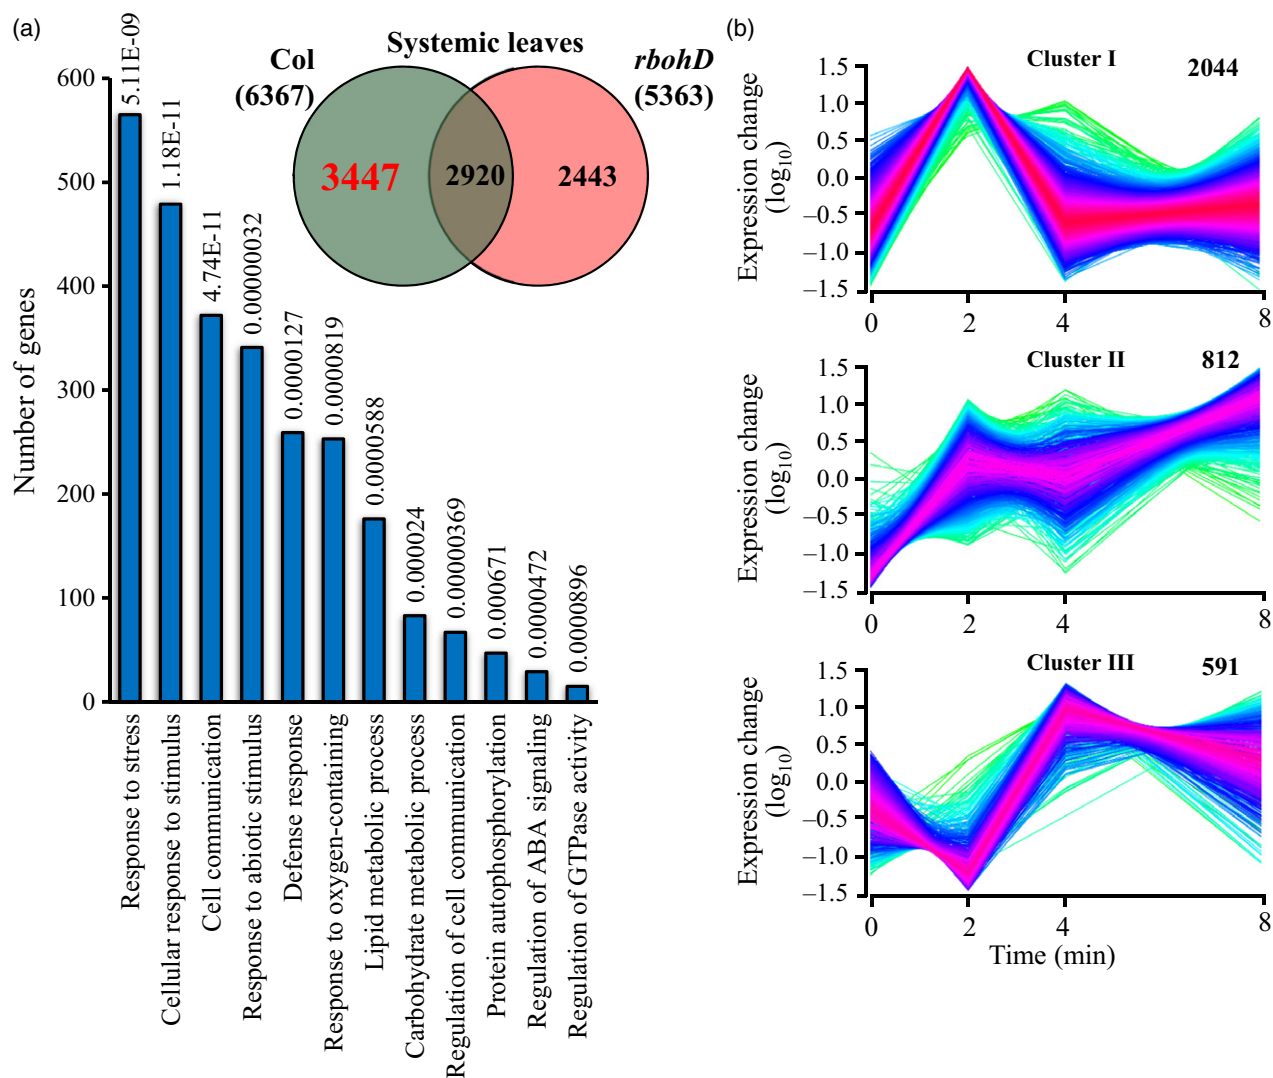 (a)
Systemic leaves
Col
(6367)
rbohD
(5363)
3447
2920
2443
Number of genes
600
500
400
300
200
100
0
5.11E-09
1.18E-11
4.74E-11
0.00000032
0.0000127
0.0000819
0.0000588
0.000024
0.00000369
0.000671
0.0000472
0.0000896
Response to stress
Cellular response to stimulus
Cell communication
Response to abiotic stimulus
Defense response
Response to oxygen-containing
Lipid metabolic process
Carbohydrate metabolic process
Regulation of cell communication
Protein autophosphorylation
Regulation of ABA signaling
Regulation of GTPase activity
(b)
Cluster I
2044
Expression change
(log10)
1.5
1.0
0.5
0.0
–0.5
–1.0
–1.5
0 2 4 8
Cluster II
812
Expression change
(log10)
1.5
1.0
0.5
0.0
–0.5
–1.0
–1.5
0 2 4 8
Cluster III
591
Expression change
(log10)
1.5
1.0
0.5
0.0
–0.5
–1.0
–1.5
0 2 4 8
Time (min)